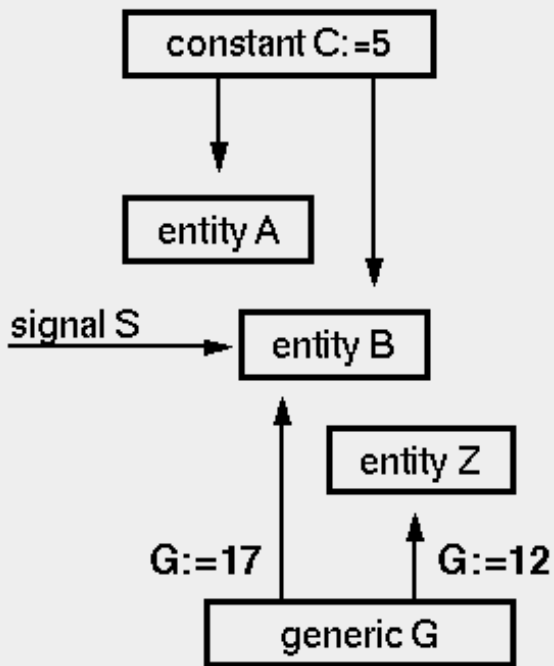 constant C:=5
entity A
signal S
entity B
entity Z
G:=17
G:=12
generic G